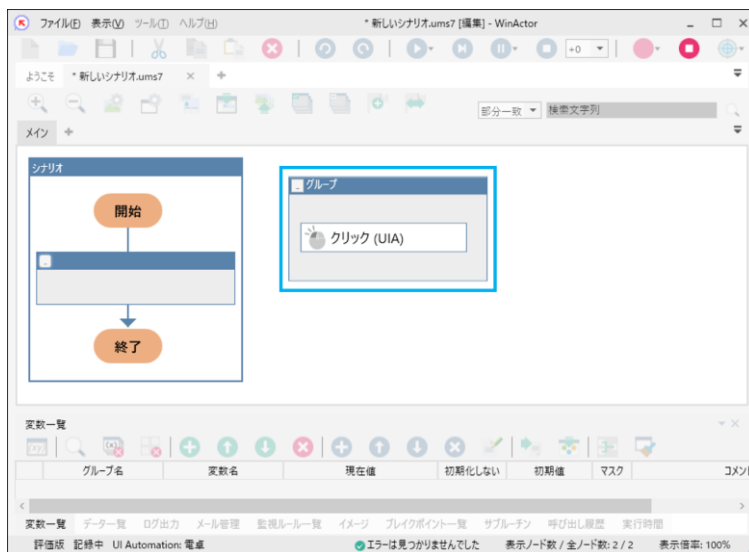 ファイル(F) 表示(V) ツール(T) ヘルプ(H) * 新しいシナリオ.ums7 [編集] - WinActor
+0
ようこそ * 新しいシナリオ.ums7 × +
部分一致 検索文字列
メイン +
シナリオ
グループ
開始
クリック (UIA)
終了
変数一覧
グループ名 変数名 現在値 初期化しない 初期値 マスク コメント
変数一覧 データ一覧 ログ出力 メール管理 監視ルール一覧 イメージ ブレイクポイント一覧 サブルーチン 呼び出し履歴 実行時間
評価版 記録中 UI Automation: 電卓 エラーは見つかりませんでした 表示ノード数 / 全ノード数: 2 / 2 表示倍率: 100%